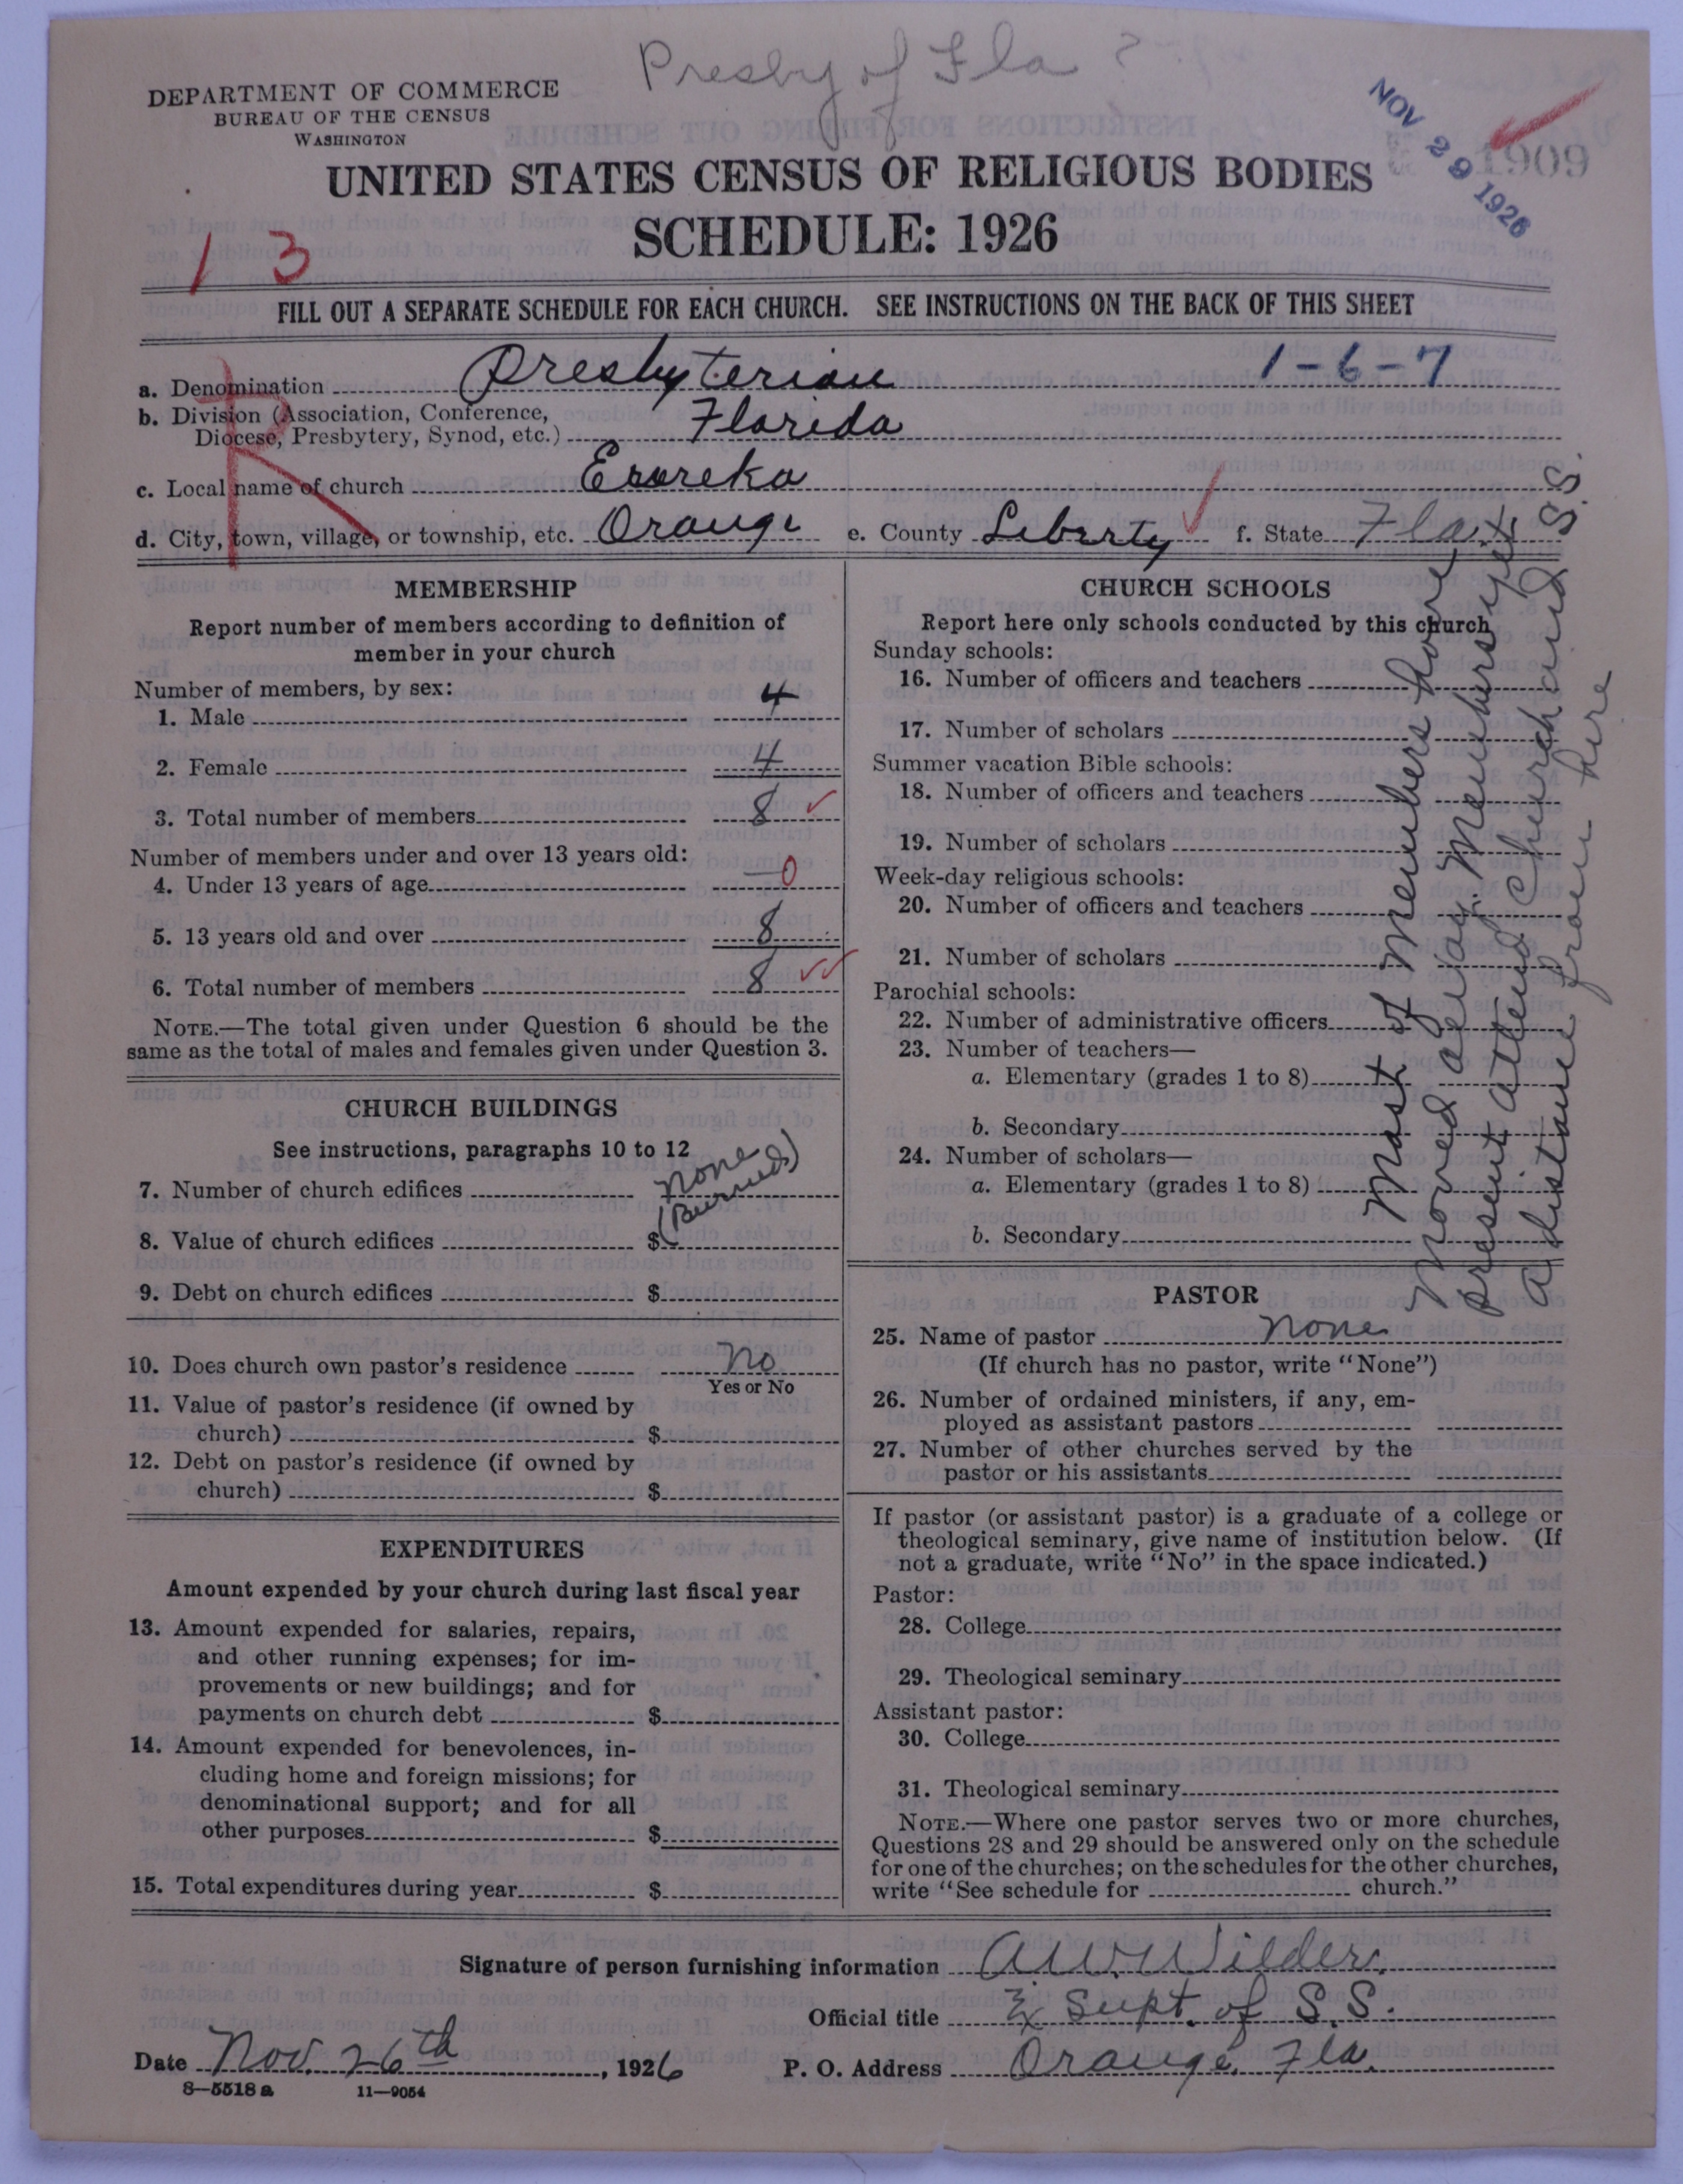 Presby of Fla ?
DEPARTMENT OF COMMERCE
BUREAU OF THE CENSUS
WASHINGTON
NOV 29 1926
1909
UNITED STATES CENSUS OF RELIGIOUS BODIES
SCHEDULE: 1926
1 3
FILL OUT A SEPARATE SCHEDULE FOR EACH CHURCH. SEE INSTRUCTIONS ON THE BACK OF THIS SHEET
R
a. Denomination Presbyterian 1-6-7
b. Division (Association, Conference,
Diocese, Presbytery, Synod, etc.) Florida
c. Local name of church Eureka
d. City, town, village, or township, etc. Orange e. County Liberty f. State Fla.
MEMBERSHIP
Report number of members according to definition of
member in your church
Number of members, by sex:
1. Male 4
2. Female 4
3. Total number of members 8
Number of members under and over 13 years old:
4. Under 13 years of age 0
5. 13 years old and over 8
6. Total number of members 8
NOTE.—The total given under Question 6 should be the
same as the total of males and females given under Question 3.
CHURCH BUILDINGS
See instructions, paragraphs 10 to 12
7. Number of church edifices none
(Burned)
8. Value of church edifices $
9. Debt on church edifices $
10. Does church own pastor's residence No
Yes or No
11. Value of pastor's residence (if owned by
church) $
12. Debt on pastor's residence (if owned by
church) $
EXPENDITURES
Amount expended by your church during last fiscal year
13. Amount expended for salaries, repairs,
and other running expenses; for im-
provements or new buildings; and for
payments on church debt $
14. Amount expended for benevolences, in-
cluding home and foreign missions; for
denominational support; and for all
other purposes $
15. Total expenditures during year $
CHURCH SCHOOLS
Report here only schools conducted by this church
Sunday schools:
16. Number of officers and teachers
17. Number of scholars
Summer vacation Bible schools:
18. Number of officers and teachers
19. Number of scholars
Week-day religious schools:
20. Number of officers and teachers
21. Number of scholars
Parochial schools:
22. Number of administrative officers
23. Number of teachers—
a. Elementary (grades 1 to 8)
b. Secondary
24. Number of scholars—
a. Elementary (grades 1 to 8)
b. Secondary
Most of Members have
Moved away. Members yet
present attend Church and S.S.
a distance from here
PASTOR
25. Name of pastor None
(If church has no pastor, write "None")
26. Number of ordained ministers, if any, em-
ployed as assistant pastors
27. Number of other churches served by the
pastor or his assistants
If pastor (or assistant pastor) is a graduate of a college or
theological seminary, give name of institution below. (If
not a graduate, write "No" in the space indicated.)
Pastor:
28. College
29. Theological seminary
Assistant pastor:
30. College
31. Theological seminary
NOTE.—Where one pastor serves two or more churches,
Questions 28 and 29 should be answered only on the schedule
for one of the churches; on the schedules for the other churches,
write "See schedule for church."
Signature of person furnishing information A W. Wilder.
Official title Ex Supt. of S.S.
Date Nov. 26th, 1926 P. O. Address Orange, Fla.
8—5518 a 11—9054